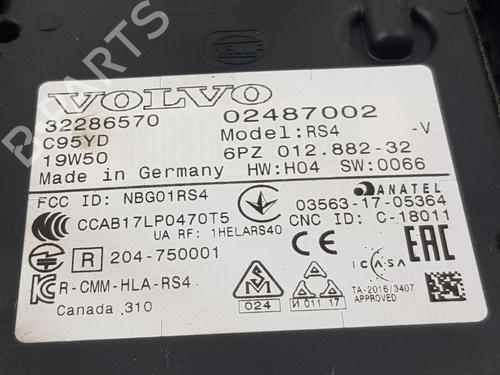 HELLA
VOLVO
32286570 02487002
C95YD Model:RS4 -V
19W50 6PZ 012.882-32
Made in Germany HW:H04 SW:0066
FCC ID: NBG01RS4 ANATEL
CCAB17LP0470T5 03563-17-05364
UA RF: 1HELARS40 CNC ID: C-18011
R 204-750001 EAC
R-CMM-HLA-RS4 ICASA
Canada 310 024 И 011 17 TA-2016/3407
APPROVED
B PARTS